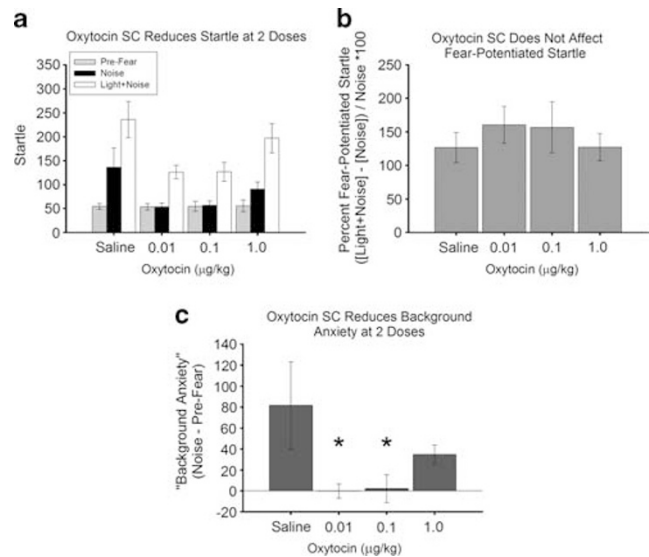 a
Oxytocin SC Reduces Startle at 2 Doses
Pre-Fear
Noise
Light+Noise
Startle
350
300
250
200
150
100
50
0
Saline 0.01 0.1 1.0
Oxytocin (µg/kg)
b
Oxytocin SC Does Not Affect
Fear-Potentiated Startle
Percent Fear-Potentiated Startle
([Light+Noise] - [Noise]) / Noise *100
250
200
150
100
50
0
Saline 0.01 0.1 1.0
Oxytocin (µg/kg)
c
Oxytocin SC Reduces Background
Anxiety at 2 Doses
"Background Anxiety"
(Noise - Pre-Fear)
140
120
100
80
60
40
20
0
-20
* *
Saline 0.01 0.1 1.0
Oxytocin (µg/kg)